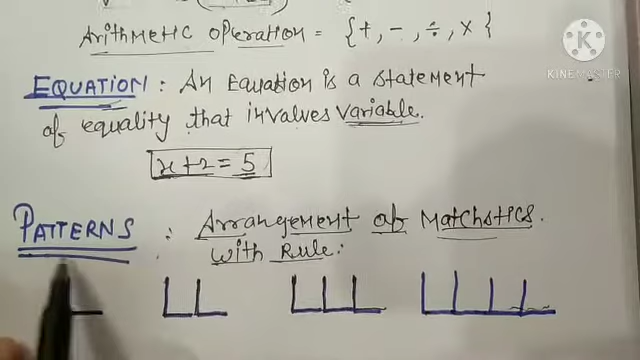 Arithmetic operation = {+, -, ÷, x}
KINEMASTER
EQUATION : An Equation is a statement
of equality that involves variable.
x+2 = 5
PATTERNS : Arrangement of Matchstics.
with Rule: